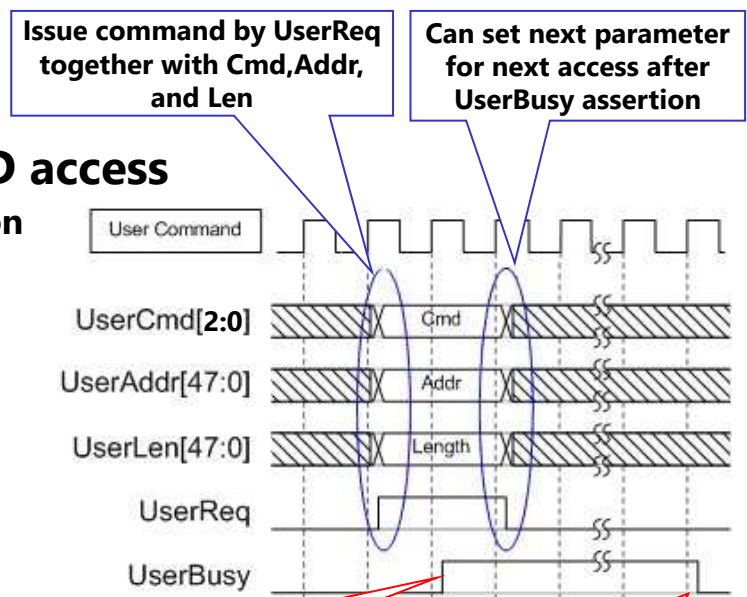 Issue command by UserReq
together with Cmd,Addr,
and Len
Can set next parameter
for next access after
UserBusy assertion
access
on
User Command
UserCmd[2:0]
Cmd
UserAddr[47:0]
Addr
UserLen[47:0]
Length
UserReq
UserBusy